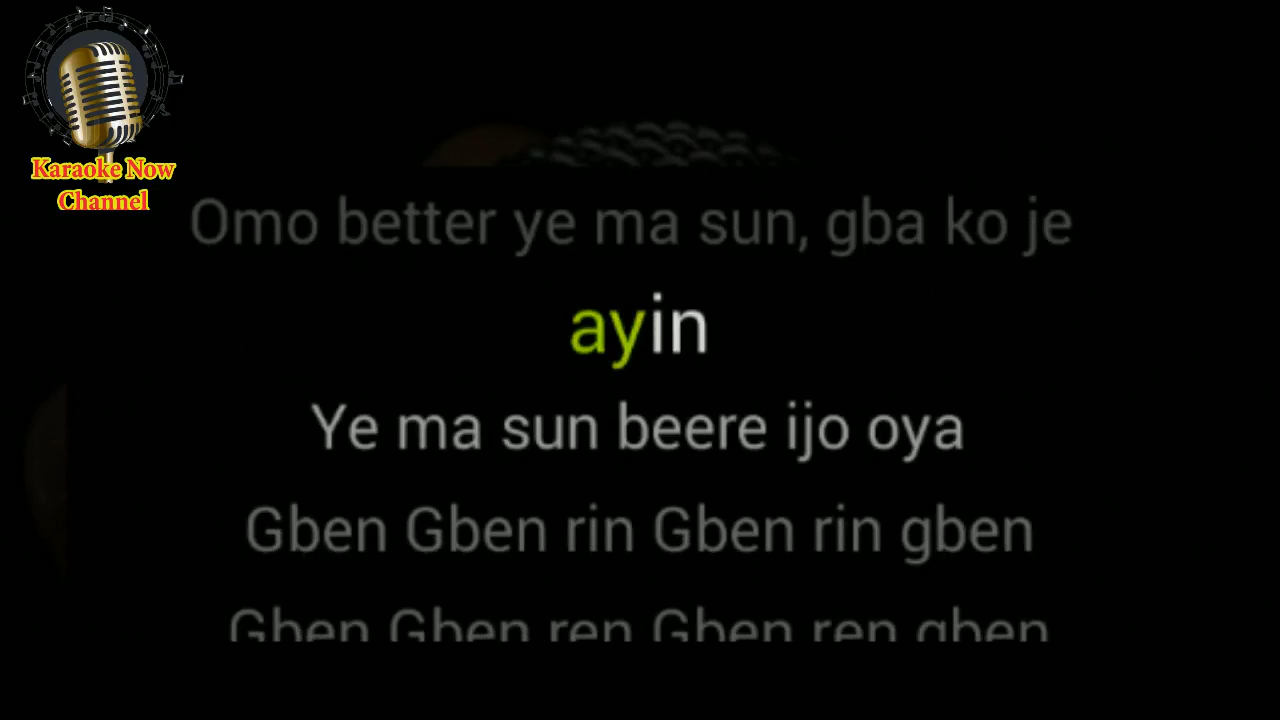 Karaoke Now
Channel
Omo better ye ma sun, gba ko je
ayin
Ye ma sun beere ijo oya
Gben Gben rin Gben rin gben
Gben Gben ren Gben ren gben